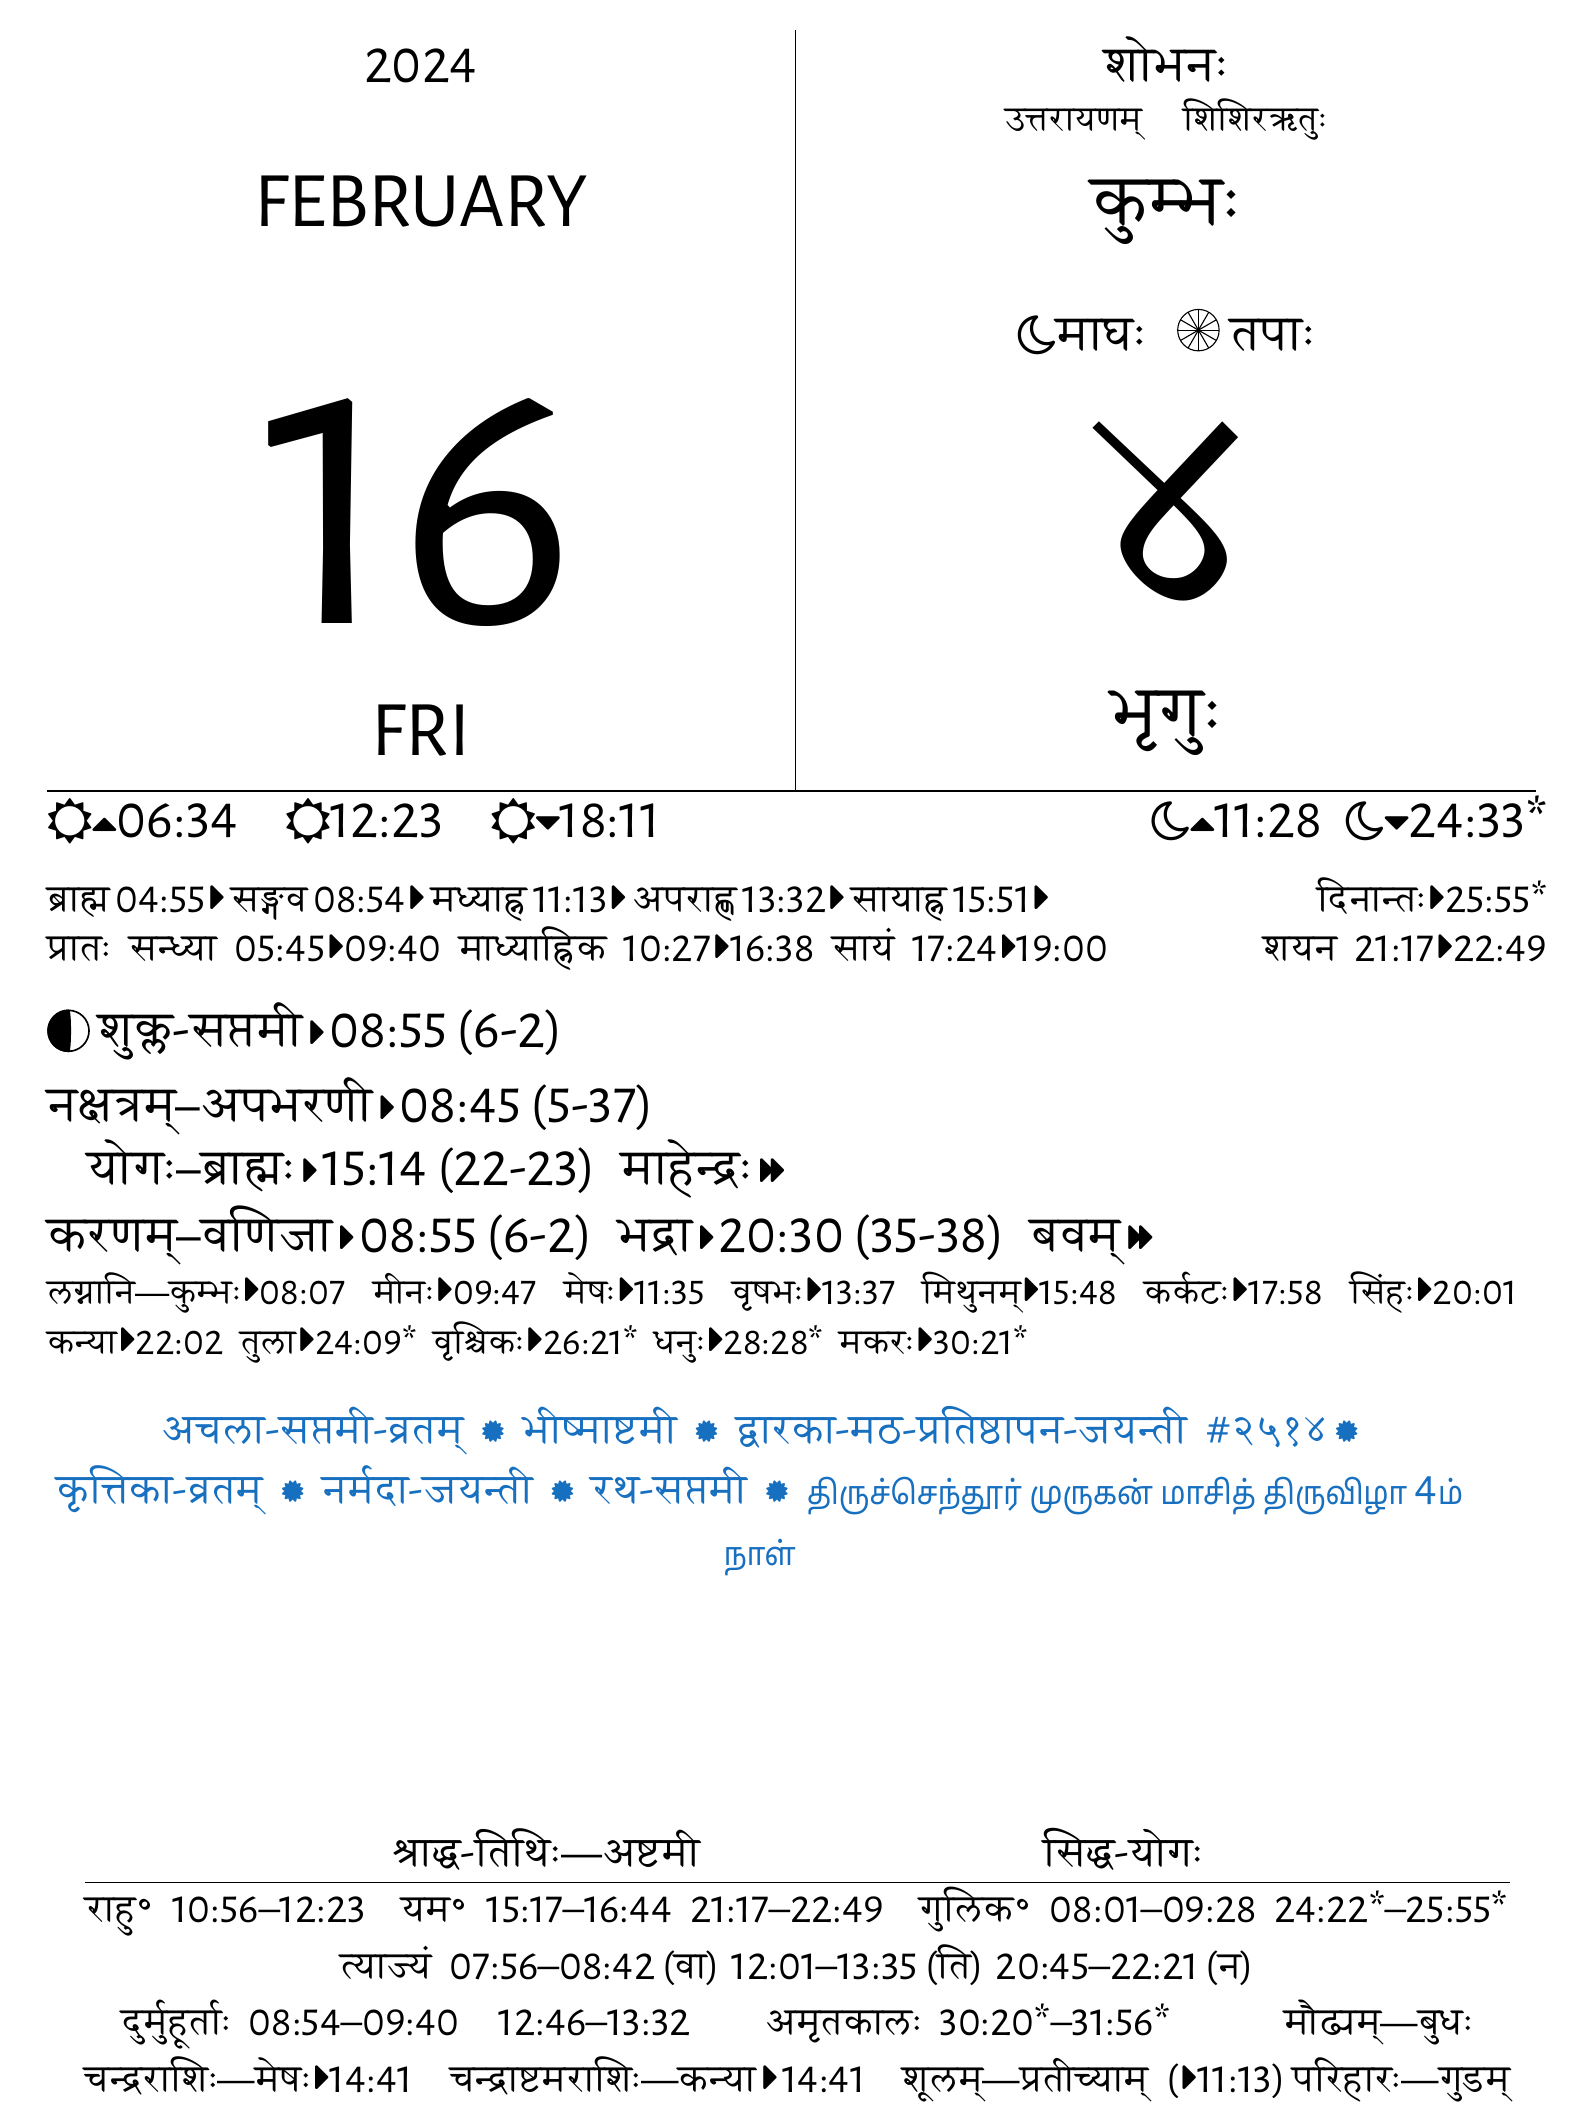 2024
FEBRUARY
16
FRI
शोभनः
उत्तरायणम् शिशिरऋतुः
कुम्भः
माघः तपाः
४
भृगुः
06:34 12:23 18:11 11:28 24:33*
ब्राह्म 04:55 सङ्गव 08:54 मध्याह्न 11:13 अपराह्ण 13:32 सायाह्न 15:51 दिनान्तः 25:55*
प्रातः सन्ध्या 05:45 09:40 माध्याह्निक 10:27 16:38 सायं 17:24 19:00 शयन 21:17 22:49
शुक्ल-सप्तमी 08:55 (6-2)
नक्षत्रम्–अपभरणी 08:45 (5-37)
योगः–ब्राह्मः 15:14 (22-23) माहेन्द्रः
करणम्–वणिजा 08:55 (6-2) भद्रा 20:30 (35-38) बवम्
लग्नानि—कुम्भः 08:07 मीनः 09:47 मेषः 11:35 वृषभः 13:37 मिथुनम् 15:48 कर्कटः 17:58 सिंहः 20:01
कन्या 22:02 तुला 24:09* वृश्चिकः 26:21* धनुः 28:28* मकरः 30:21*
अचला-सप्तमी-व्रतम् ✹ भीष्माष्टमी ✹ द्वारका-मठ-प्रतिष्ठापन-जयन्ती #२५१४ ✹
कृत्तिका-व्रतम् ✹ नर्मदा-जयन्ती ✹ रथ-सप्तमी ✹ திருச்செந்தூர் முருகன் மாசித் திருவிழா 4ம்
நாள்
श्राद्ध-तिथिः—अष्टमी सिद्ध-योगः
राहु॰ 10:56–12:23 यम॰ 15:17–16:44 21:17–22:49 गुलिक॰ 08:01–09:28 24:22*–25:55*
त्याज्यं 07:56–08:42 (वा) 12:01–13:35 (ति) 20:45–22:21 (न)
दुर्मुहूर्ताः 08:54–09:40 12:46–13:32 अमृतकालः 30:20*–31:56* मौढ्यम्—बुधः
चन्द्रराशिः—मेषः 14:41 चन्द्राष्टमराशिः—कन्या 14:41 शूलम्—प्रतीच्याम् ( 11:13) परिहारः—गुडम्